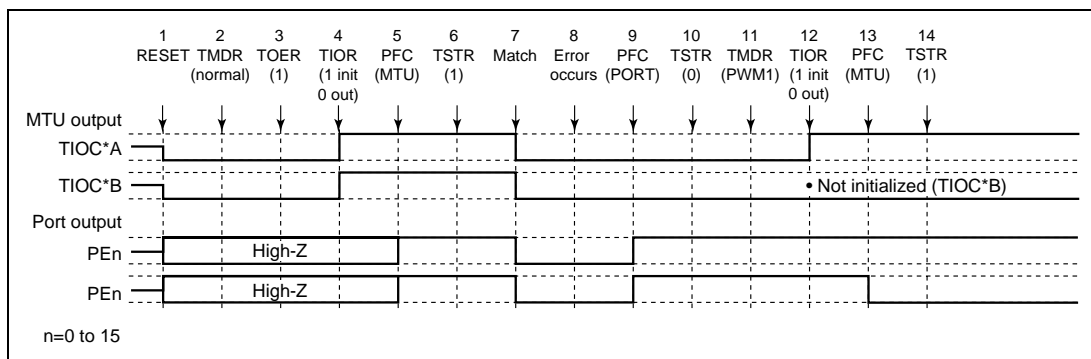 1 2 3 4 5 6 7 8 9 10 11 12 13 14
RESET TMDR TOER TIOR PFC TSTR Match Error PFC TSTR TMDR TIOR PFC TSTR
(normal) (1) (1 init (MTU) (1) occurs (PORT) (0) (PWM1) (1 init (MTU) (1)
0 out) 0 out)
MTU output
TIOC*A
TIOC*B
• Not initialized (TIOC*B)
Port output
PEn
High-Z
PEn
High-Z
n=0 to 15